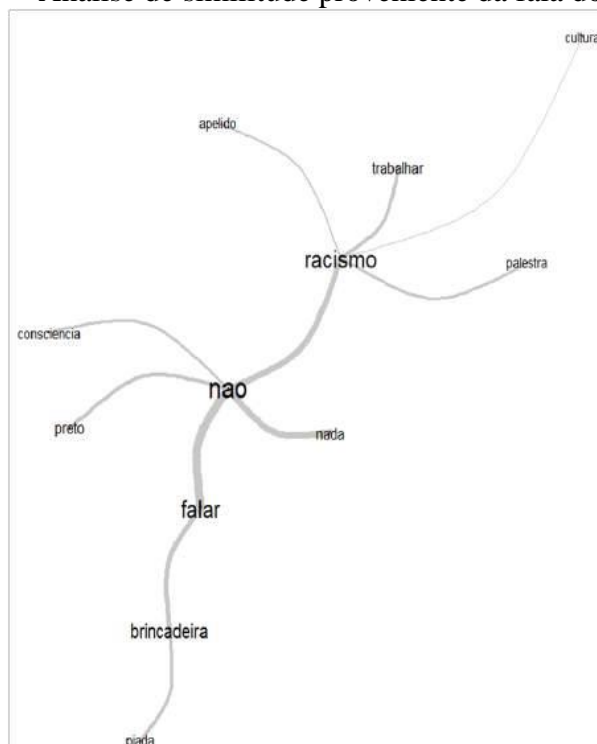 Análise de similitude proveniente da fala do
cultura
apelido
trabalhar
racismo
palestra
consciencia
nao
preto
nada
falar
brincadeira
piada